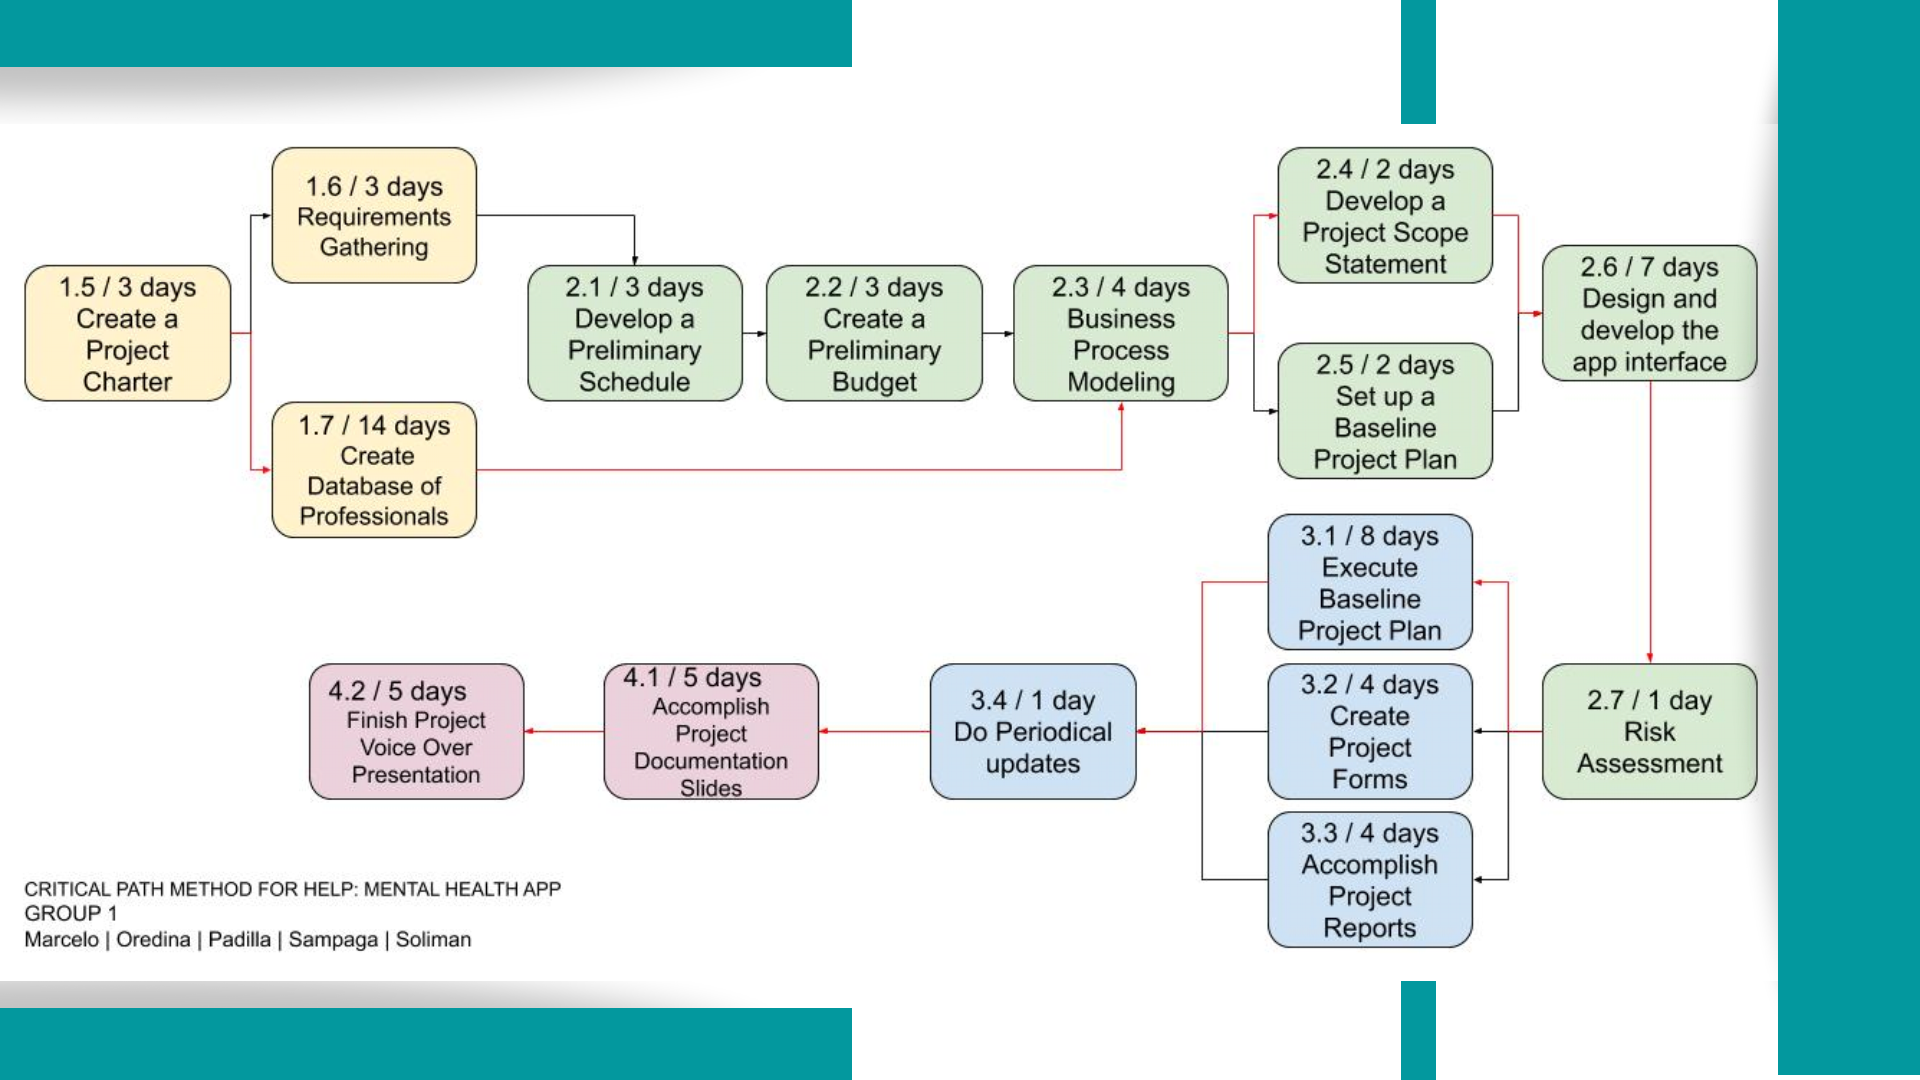 1.5 / 3 days
Create a
Project
Charter
1.6 / 3 days
Requirements
Gathering
1.7 / 14 days
Create
Database of
Professionals
2.1 / 3 days
Develop a
Preliminary
Schedule
2.2 / 3 days
Create a
Preliminary
Budget
2.3 / 4 days
Business
Process
Modeling
2.4 / 2 days
Develop a
Project Scope
Statement
2.5 / 2 days
Set up a
Baseline
Project Plan
2.6 / 7 days
Design and
develop the
app interface
2.7 / 1 day
Risk
Assessment
3.1 / 8 days
Execute
Baseline
Project Plan
3.2 / 4 days
Create
Project
Forms
3.3 / 4 days
Accomplish
Project
Reports
3.4 / 1 day
Do Periodical
updates
4.1 / 5 days
Accomplish
Project
Documentation
Slides
4.2 / 5 days
Finish Project
Voice Over
Presentation
CRITICAL PATH METHOD FOR HELP: MENTAL HEALTH APP
GROUP 1
Marcelo | Oredina | Padilla | Sampaga | Soliman